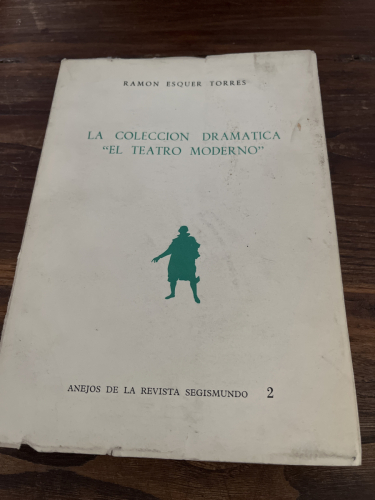 RAMON ESQUER TORRES
LA COLECCION DRAMATICA
"EL TEATRO MODERNO"
ANEJOS DE LA REVISTA SEGISMUNDO 2